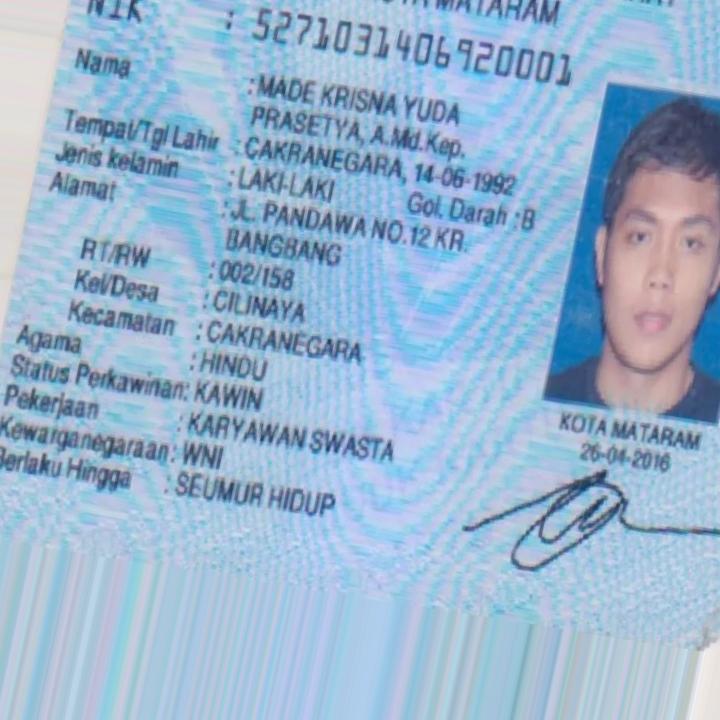 MATARAM
NIK : 5271031406920001
Nama : MADE KRISNA YUDA
PRASETYA, A.Md.Kep.
Tempat/Tgl Lahir : CAKRANEGARA, 14-06-1992
Jenis kelamin : LAKI-LAKI Gol. Darah : B
Alamat : JL. PANDAWA NO.12 KR.
BANGBANG
RT/RW : 002/158
Kel/Desa : CILINAYA
Kecamatan : CAKRANEGARA
Agama : HINDU
Status Perkawinan: KAWIN
Pekerjaan : KARYAWAN SWASTA
Kewarganegaraan: WNI
Berlaku Hingga : SEUMUR HIDUP
KOTA MATARAM
26-04-2016